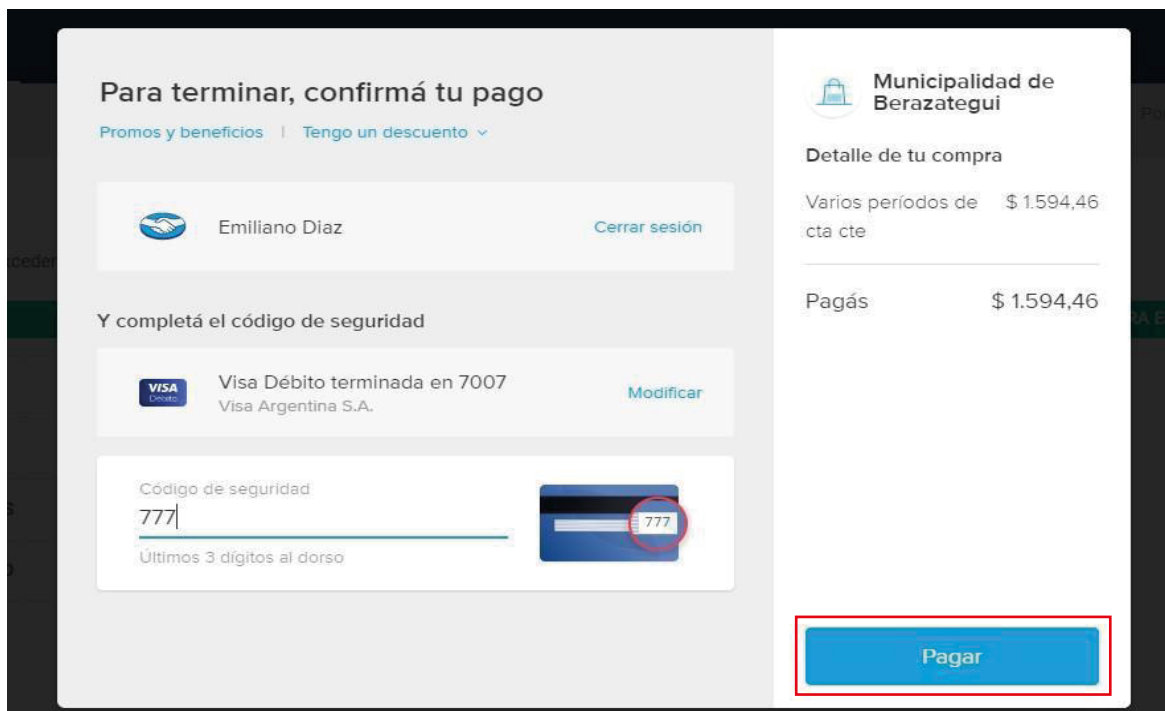 Para terminar, confirmá tu pago
Promos y beneficios | Tengo un descuento
Emiliano Diaz
Cerrar sesión
Y completá el código de seguridad
VISA
Débito
Visa Débito terminada en 7007
Visa Argentina S.A.
Modificar
Código de seguridad
777
Últimos 3 dígitos al dorso
777
Municipalidad de
Berazategui
Detalle de tu compra
Varios períodos de $ 1.594,46
cta cte
Pagás $ 1.594,46
Pagar